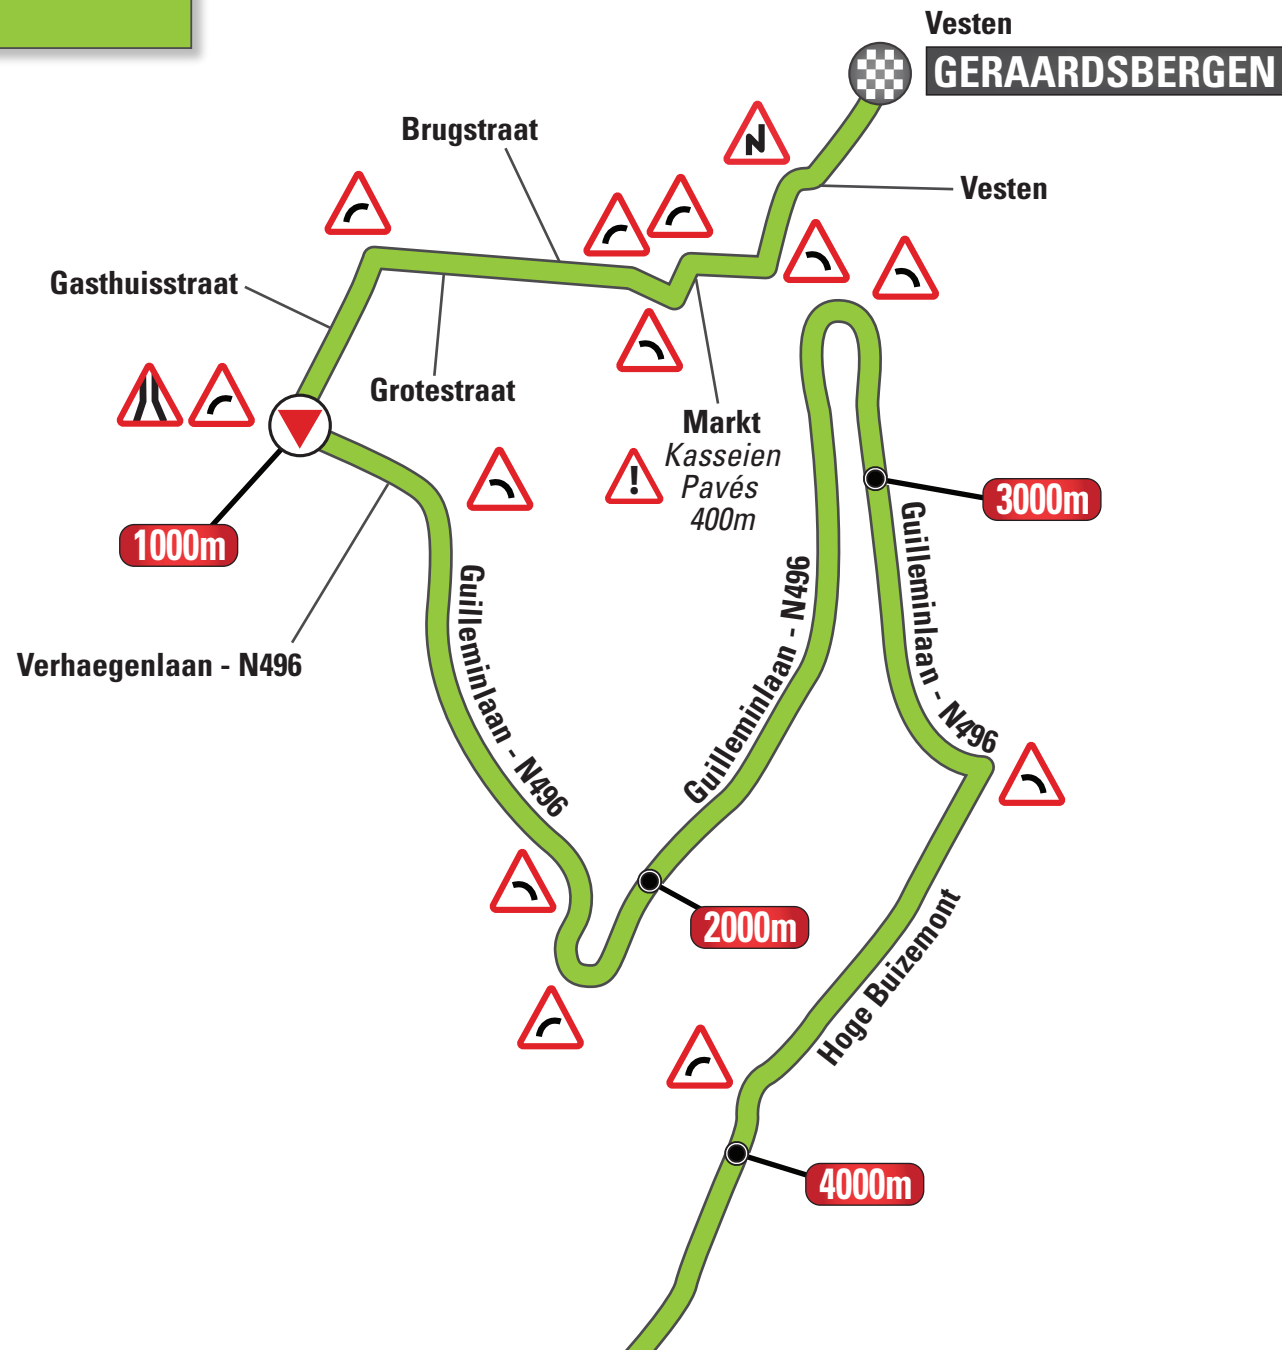 Vesten
GERAARDSBERGEN
Brugstraat
Vesten
Gasthuisstraat
Grotestraat
Markt
Kasseien
Pavés
400m
!
3000m
1000m
Guilleminlaan - N496
Guilleminlaan - N496
Guilleminlaan - N496
Verhaegenlaan - N496
2000m
Hoge Buizemont
4000m